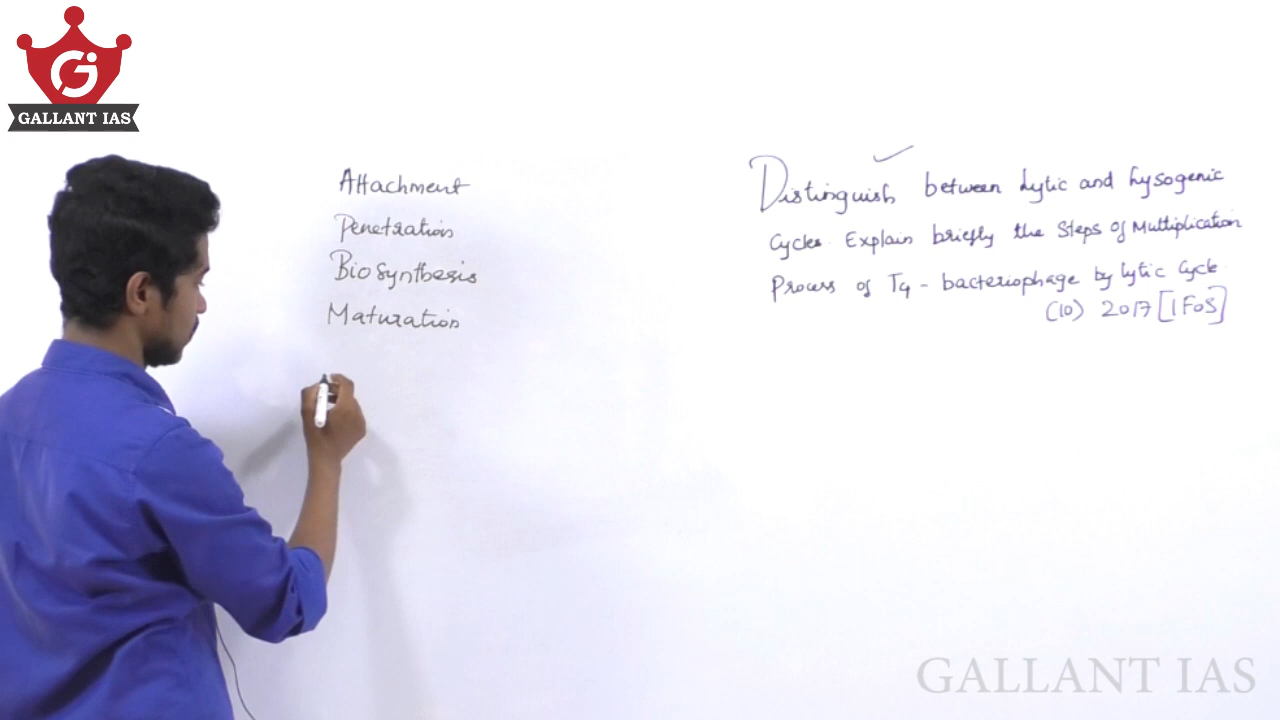 GALLANT IAS
Attachment
Penetration
BioSynthesis
Maturation
Distinguish between Lytic and Lysogenic
Cycles. Explain briefly the Steps of Multiplication
Process of T4 - bacteriophage by lytic Cycle
(10) 2017 [IFoS]
GALLANT IAS